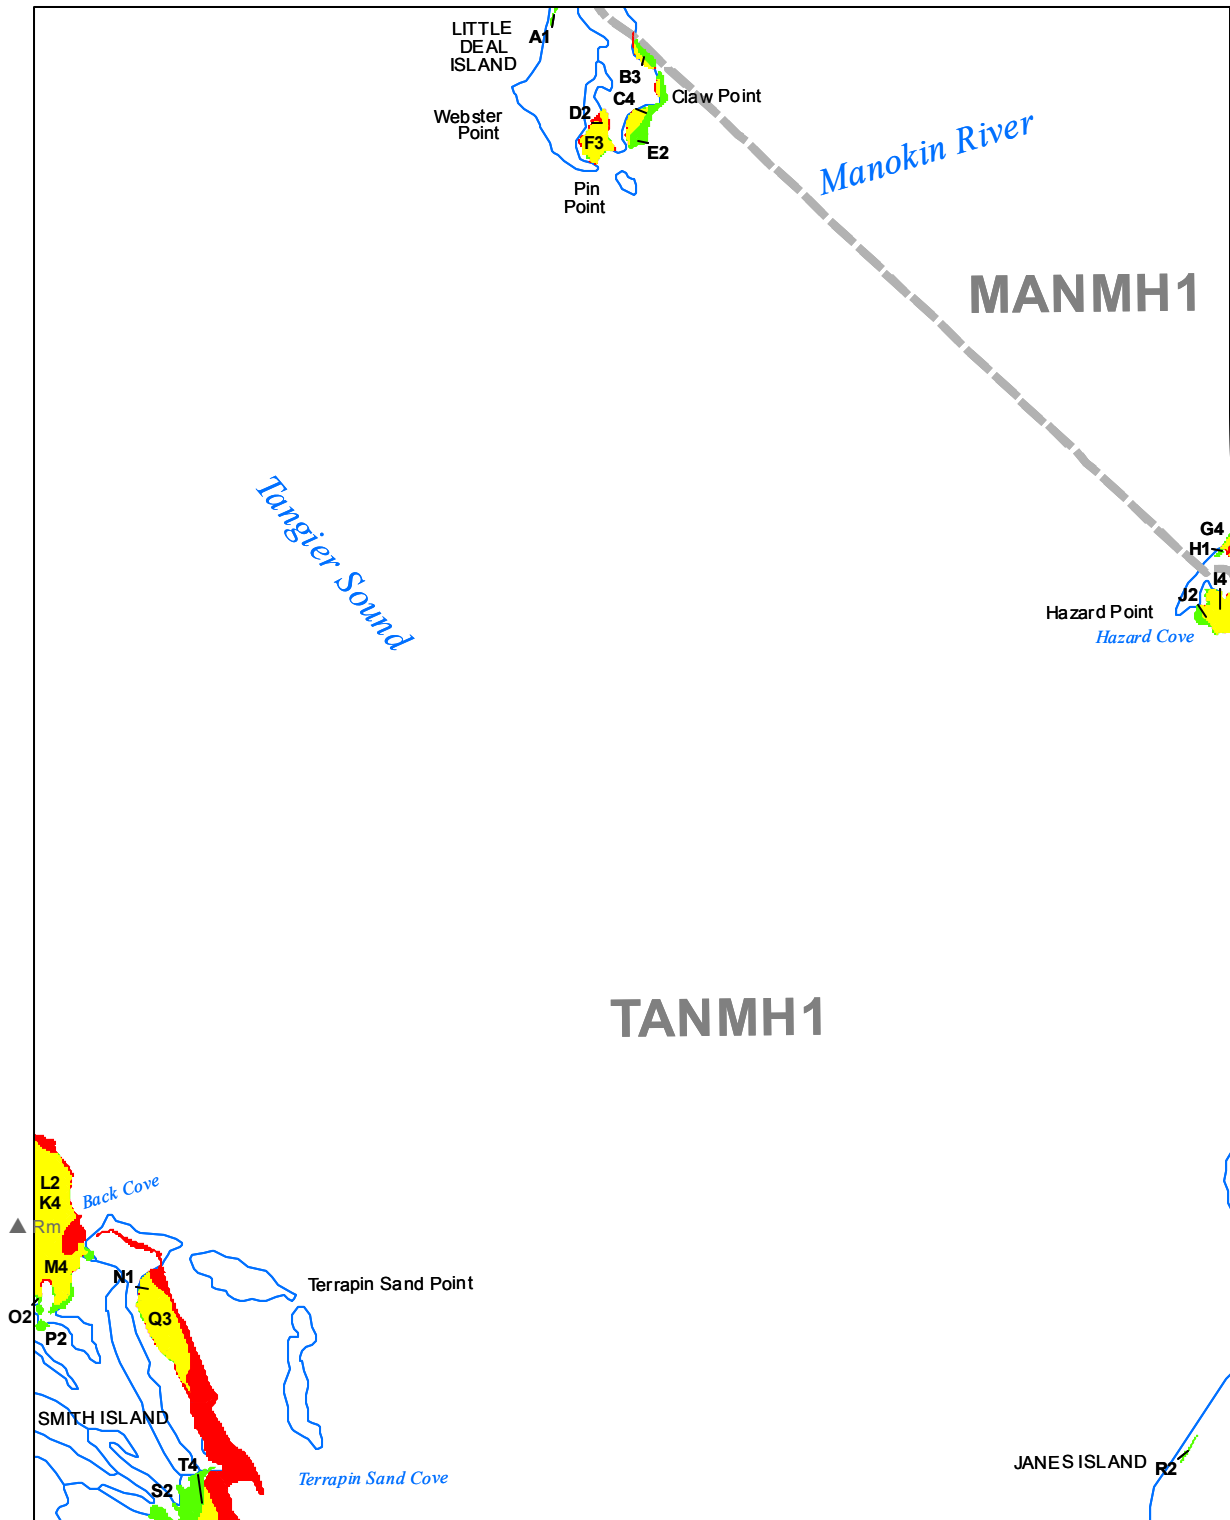 LITTLE
DEAL
ISLAND
A1
B3
C4
Claw Point
Webster
Point
D2
F3
E2
Pin
Point
Manokin River
MANMH1
Tangier Sound
G4
H1
I4
J2
Hazard Point
Hazard Cove
TANMH1
L2
K4
Back Cove
Rm
M4
N1
Terrapin Sand Point
O2
Q3
P2
SMITH ISLAND
T4
S2
Terrapin Sand Cove
JANES ISLAND
R2